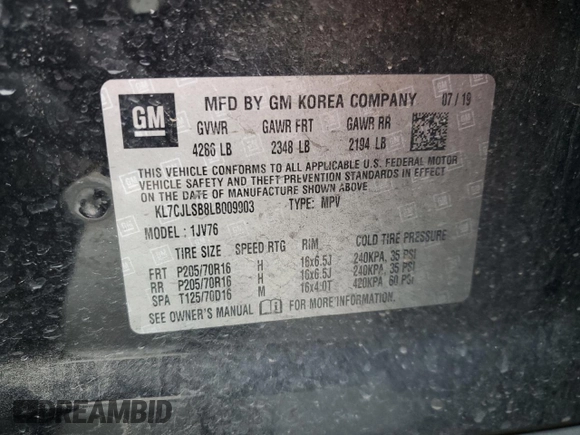 GM
MFD BY GM KOREA COMPANY 07/19
GVWR GAWR FRT GAWR RR
4286 LB 2348 LB 2194 LB
THIS VEHICLE CONFORMS TO ALL APPLICABLE U.S. FEDERAL MOTOR
VEHICLE SAFETY AND THEFT PREVENTION STANDARDS IN EFFECT
ON THE DATE OF MANUFACTURE SHOWN ABOVE.
KL7CJLSB8LB009903 TYPE: MPV
MODEL: 1JV76
TIRE SIZE SPEED RTG RIM COLD TIRE PRESSURE
FRT P205/70R16 H 16x6.5J 240KPA, 35 PSI
RR P205/70R16 H 16x6.5J 240KPA, 35 PSI
SPA T125/70D16 M 16x4.0T 420KPA, 60 PSI
SEE OWNER'S MANUAL FOR MORE INFORMATION
DREAMBID